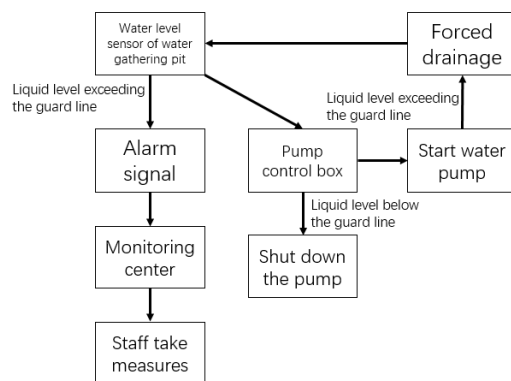 Water level
sensor of water
gathering pit
Forced
drainage
Liquid level exceeding
the guard line
Liquid level exceeding
the guard line
Alarm
signal
Pump
control box
Start water
pump
Liquid level below
the guard line
Monitoring
center
Shut down
the pump
Staff take
measures